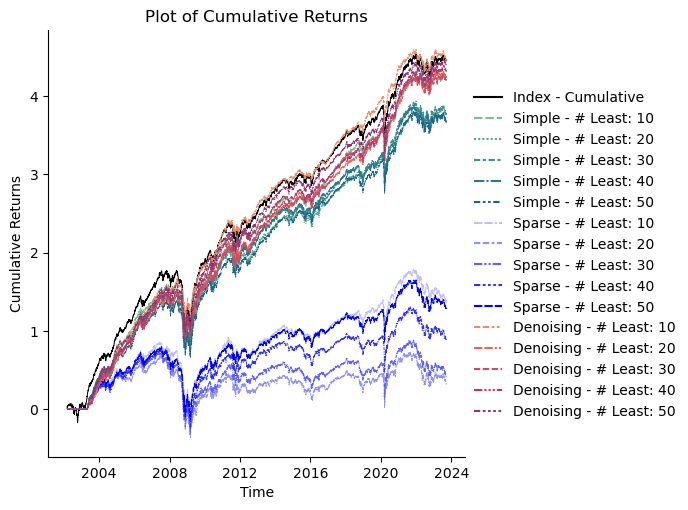 Plot of Cumulative Returns
Cumulative Returns
4
3
2
1
0
2004
2008
2012
2016
2020
2024
Time
Index - Cumulative
Simple - # Least: 10
Simple - # Least: 20
Simple - # Least: 30
Simple - # Least: 40
Simple - # Least: 50
Sparse - # Least: 10
Sparse - # Least: 20
Sparse - # Least: 30
Sparse - # Least: 40
Sparse - # Least: 50
Denoising - # Least: 10
Denoising - # Least: 20
Denoising - # Least: 30
Denoising - # Least: 40
Denoising - # Least: 50